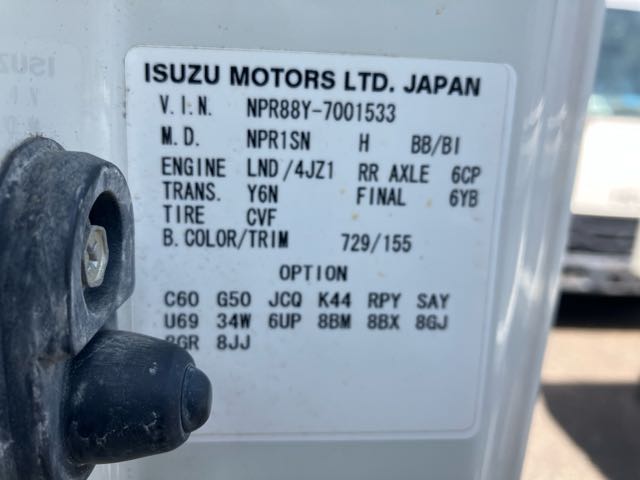 ISUZU MOTORS LTD. JAPAN
V.I.N. NPR88Y-7001533
M.D. NPR1SN H BB/BI
ENGINE LND/4JZ1 RR AXLE 6CP
TRANS. Y6N FINAL 6YB
TIRE CVF
B.COLOR/TRIM 729/155
OPTION
C60 G50 JCQ K44 RPY SAY
U69 34W 6UP 8BM 8BX 8GJ
8GR 8JJ